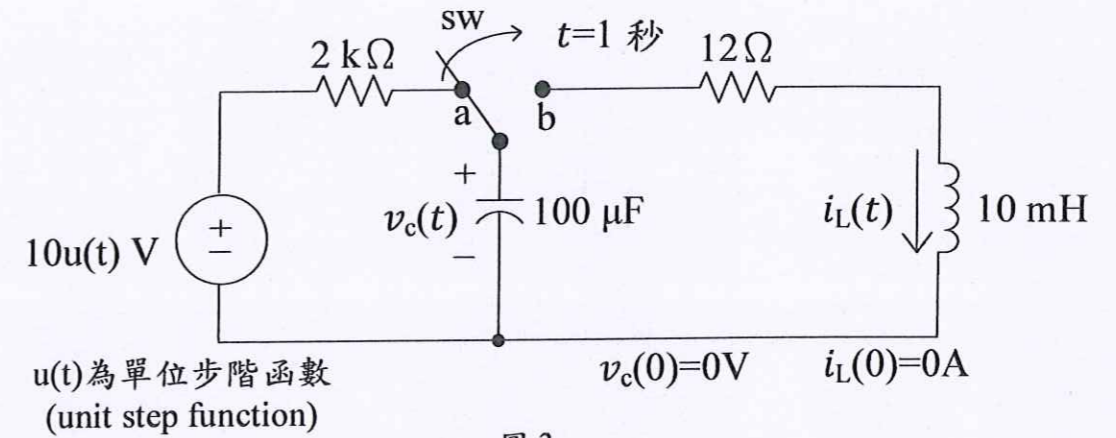 sw
t=1 秒
2 kΩ
12Ω
a
b
+
v_c(t)
100 μF
−
i_L(t)
10 mH
+
−
10u(t) V
u(t)為單位步階函數
(unit step function)
v_c(0)=0V
i_L(0)=0A